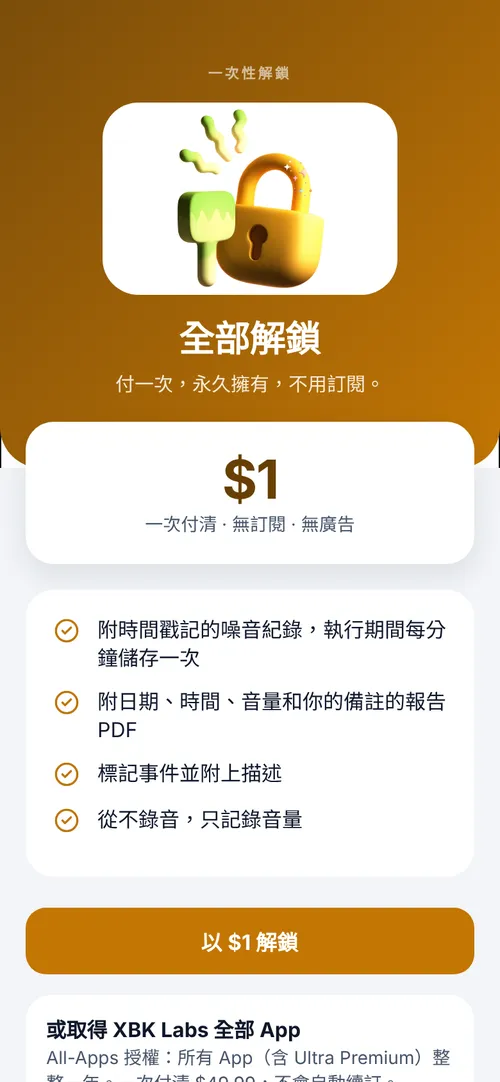 一次性解鎖
全部解鎖
付一次，永久擁有，不用訂閱。
$1
一次付清 · 無訂閱 · 無廣告
附時間戳記的噪音紀錄，執行期間每分
鐘儲存一次
附日期、時間、音量和你的備註的報告
PDF
標記事件並附上描述
從不錄音，只記錄音量
以 $1 解鎖
或取得 XBK Labs 全部 App
All-Apps 授權：所有 App（含 Ultra Premium）整